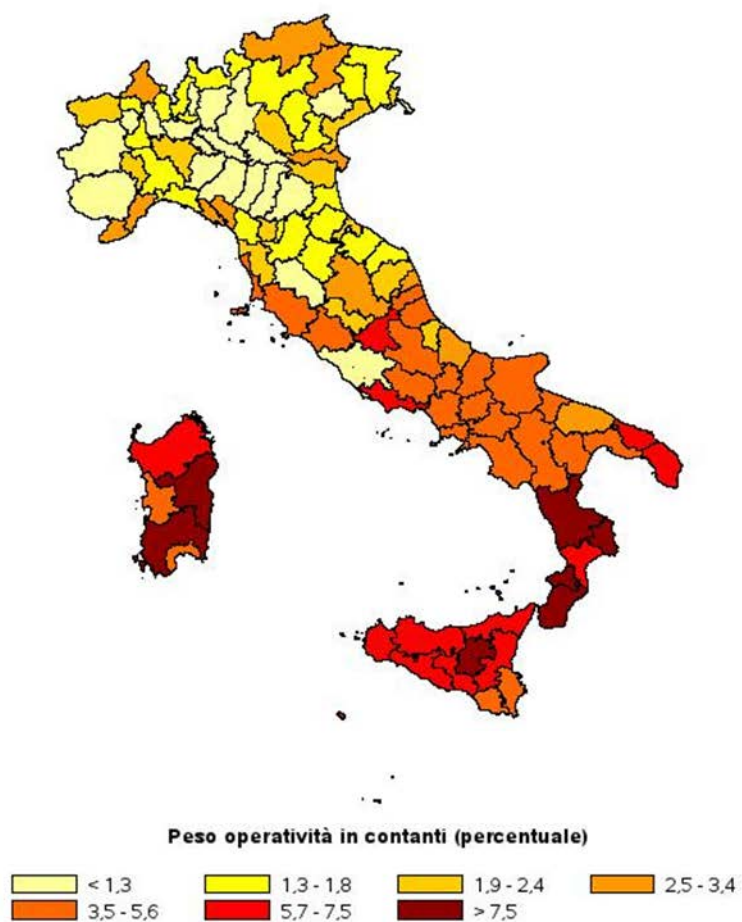 Peso operatività in contanti (percentuale)
< 1,3 1,3 - 1,8 1,9 - 2,4 2,5 - 3,4
3,5 - 5,6 5,7 - 7,5 > 7,5